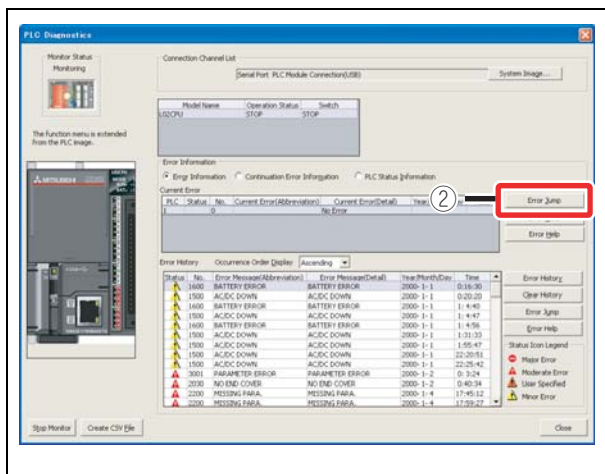 PLC Diagnostics
Monitor Status
Monitoring
Connection Channel List
Serial Port PLC Module Connection(USB)
System Image...
The function menu is extended
from the PLC image.
Model Name Operation Status Switch
L02CPU STOP STOP
Error Information
Error Information Continuation Error Information PLC Status Information
Current Error
PLC Status No. Current Error(Abbreviation) Current Error(Detail) Year/
② Error Jump
0 No Error
Error Help
MITSUBISHI
Error History Occurrence Order Display Ascending
Status No. Error Message(Abbreviation) Error Message(Detail) Year/Month/Day Time
1600 BATTERY ERROR BATTERY ERROR 2000- 1- 1 0:16:30
1500 AC/DC DOWN AC/DC DOWN 2000- 1- 1 0:20:20
1600 BATTERY ERROR BATTERY ERROR 2000- 1- 1 1: 4:40
1500 AC/DC DOWN AC/DC DOWN 2000- 1- 1 1: 4:47
1600 BATTERY ERROR BATTERY ERROR 2000- 1- 1 1: 4:56
1500 AC/DC DOWN AC/DC DOWN 2000- 1- 1 1:31:33
1500 AC/DC DOWN AC/DC DOWN 2000- 1- 1 1:55:47
1500 AC/DC DOWN AC/DC DOWN 2000- 1- 1 22:20:51
1500 AC/DC DOWN AC/DC DOWN 2000- 1- 1 22:25:42
3001 PARAMETER ERROR PARAMETER ERROR 2000- 1- 2 0: 3:24
2030 NO END COVER NO END COVER 2000- 1- 2 0:40:34
2200 MISSING PARA. MISSING PARA. 2000- 1- 4 17:45:12
2200 MISSING PARA. MISSING PARA. 2000- 1- 4 17:59:27
Error History
Clear History
Error Jump
Error Help
Status Icon Legend
Major Error
Moderate Error
User Specified
Minor Error
Stop Monitor Create CSV File Close